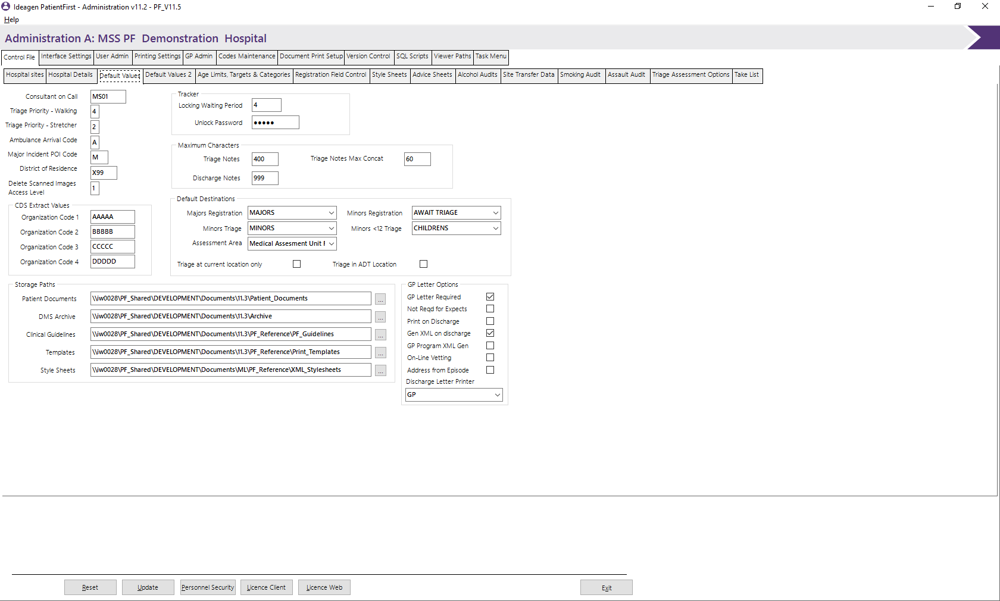 Ideagen PatientFirst - Administration v11.2 - PF_V11.5
Help
Administration A: MSS PF Demonstration Hospital
Control File Interface Settings User Admin Printing Settings GP Admin Codes Maintenance Document Print Setup Version Control SQL Scripts Viewer Paths Task Menu
Hospital sites Hospital Details Default Values Default Values 2 Age Limits, Targets & Categories Registration Field Control Style Sheets Advice Sheets Alcohol Audits Site Transfer Data Smoking Audit Assault Audit Triage Assessment Options Take List
Consultant on Call MS01
Triage Priority - Walking 4
Triage Priority - Stretcher 2
Ambulance Arrival Code A
Major Incident POI Code M
District of Residence X99
Delete Scanned Images
Access Level 1
Tracker
Locking Waiting Period 4
Unlock Password •••••
Maximum Characters
Triage Notes 400 Triage Notes Max Concat 60
Discharge Notes 999
CDS Extract Values
Organization Code 1 AAAAA
Organization Code 2 BBBBB
Organization Code 3 CCCCC
Organization Code 4 DDDDD
Default Destinations
Majors Registration MAJORS Minors Registration AWAIT TRIAGE
Minors Triage MINORS Minors <12 Triage CHILDRENS
Assessment Area Medical Assesment Unit
Triage at current location only Triage in ADT Location
Storage Paths
Patient Documents \\iw0028\PF_Shared\DEVELOPMENT\Documents\11.3\Patient_Documents ...
DMS Archive \\iw0028\PF_Shared\DEVELOPMENT\Documents\11.3\Archive ...
Clinical Guidelines \\iw0028\PF_Shared\DEVELOPMENT\Documents\11.3\PF_Reference\PF_Guidelines ...
Templates \\iw0028\PF_Shared\DEVELOPMENT\Documents\11.3\PF_Reference\Print_Templates ...
Style Sheets \\iw0028\PF_Shared\DEVELOPMENT\Documents\ML\PF_Reference\XML_Stylesheets ...
GP Letter Options
GP Letter Required
Not Reqd for Expects
Print on Discharge
Gen XML on discharge
GP Program XML Gen
On-Line Vetting
Address from Episode
Discharge Letter Printer
GP
Reset Update Personnel Security Licence Client Licence Web Exit